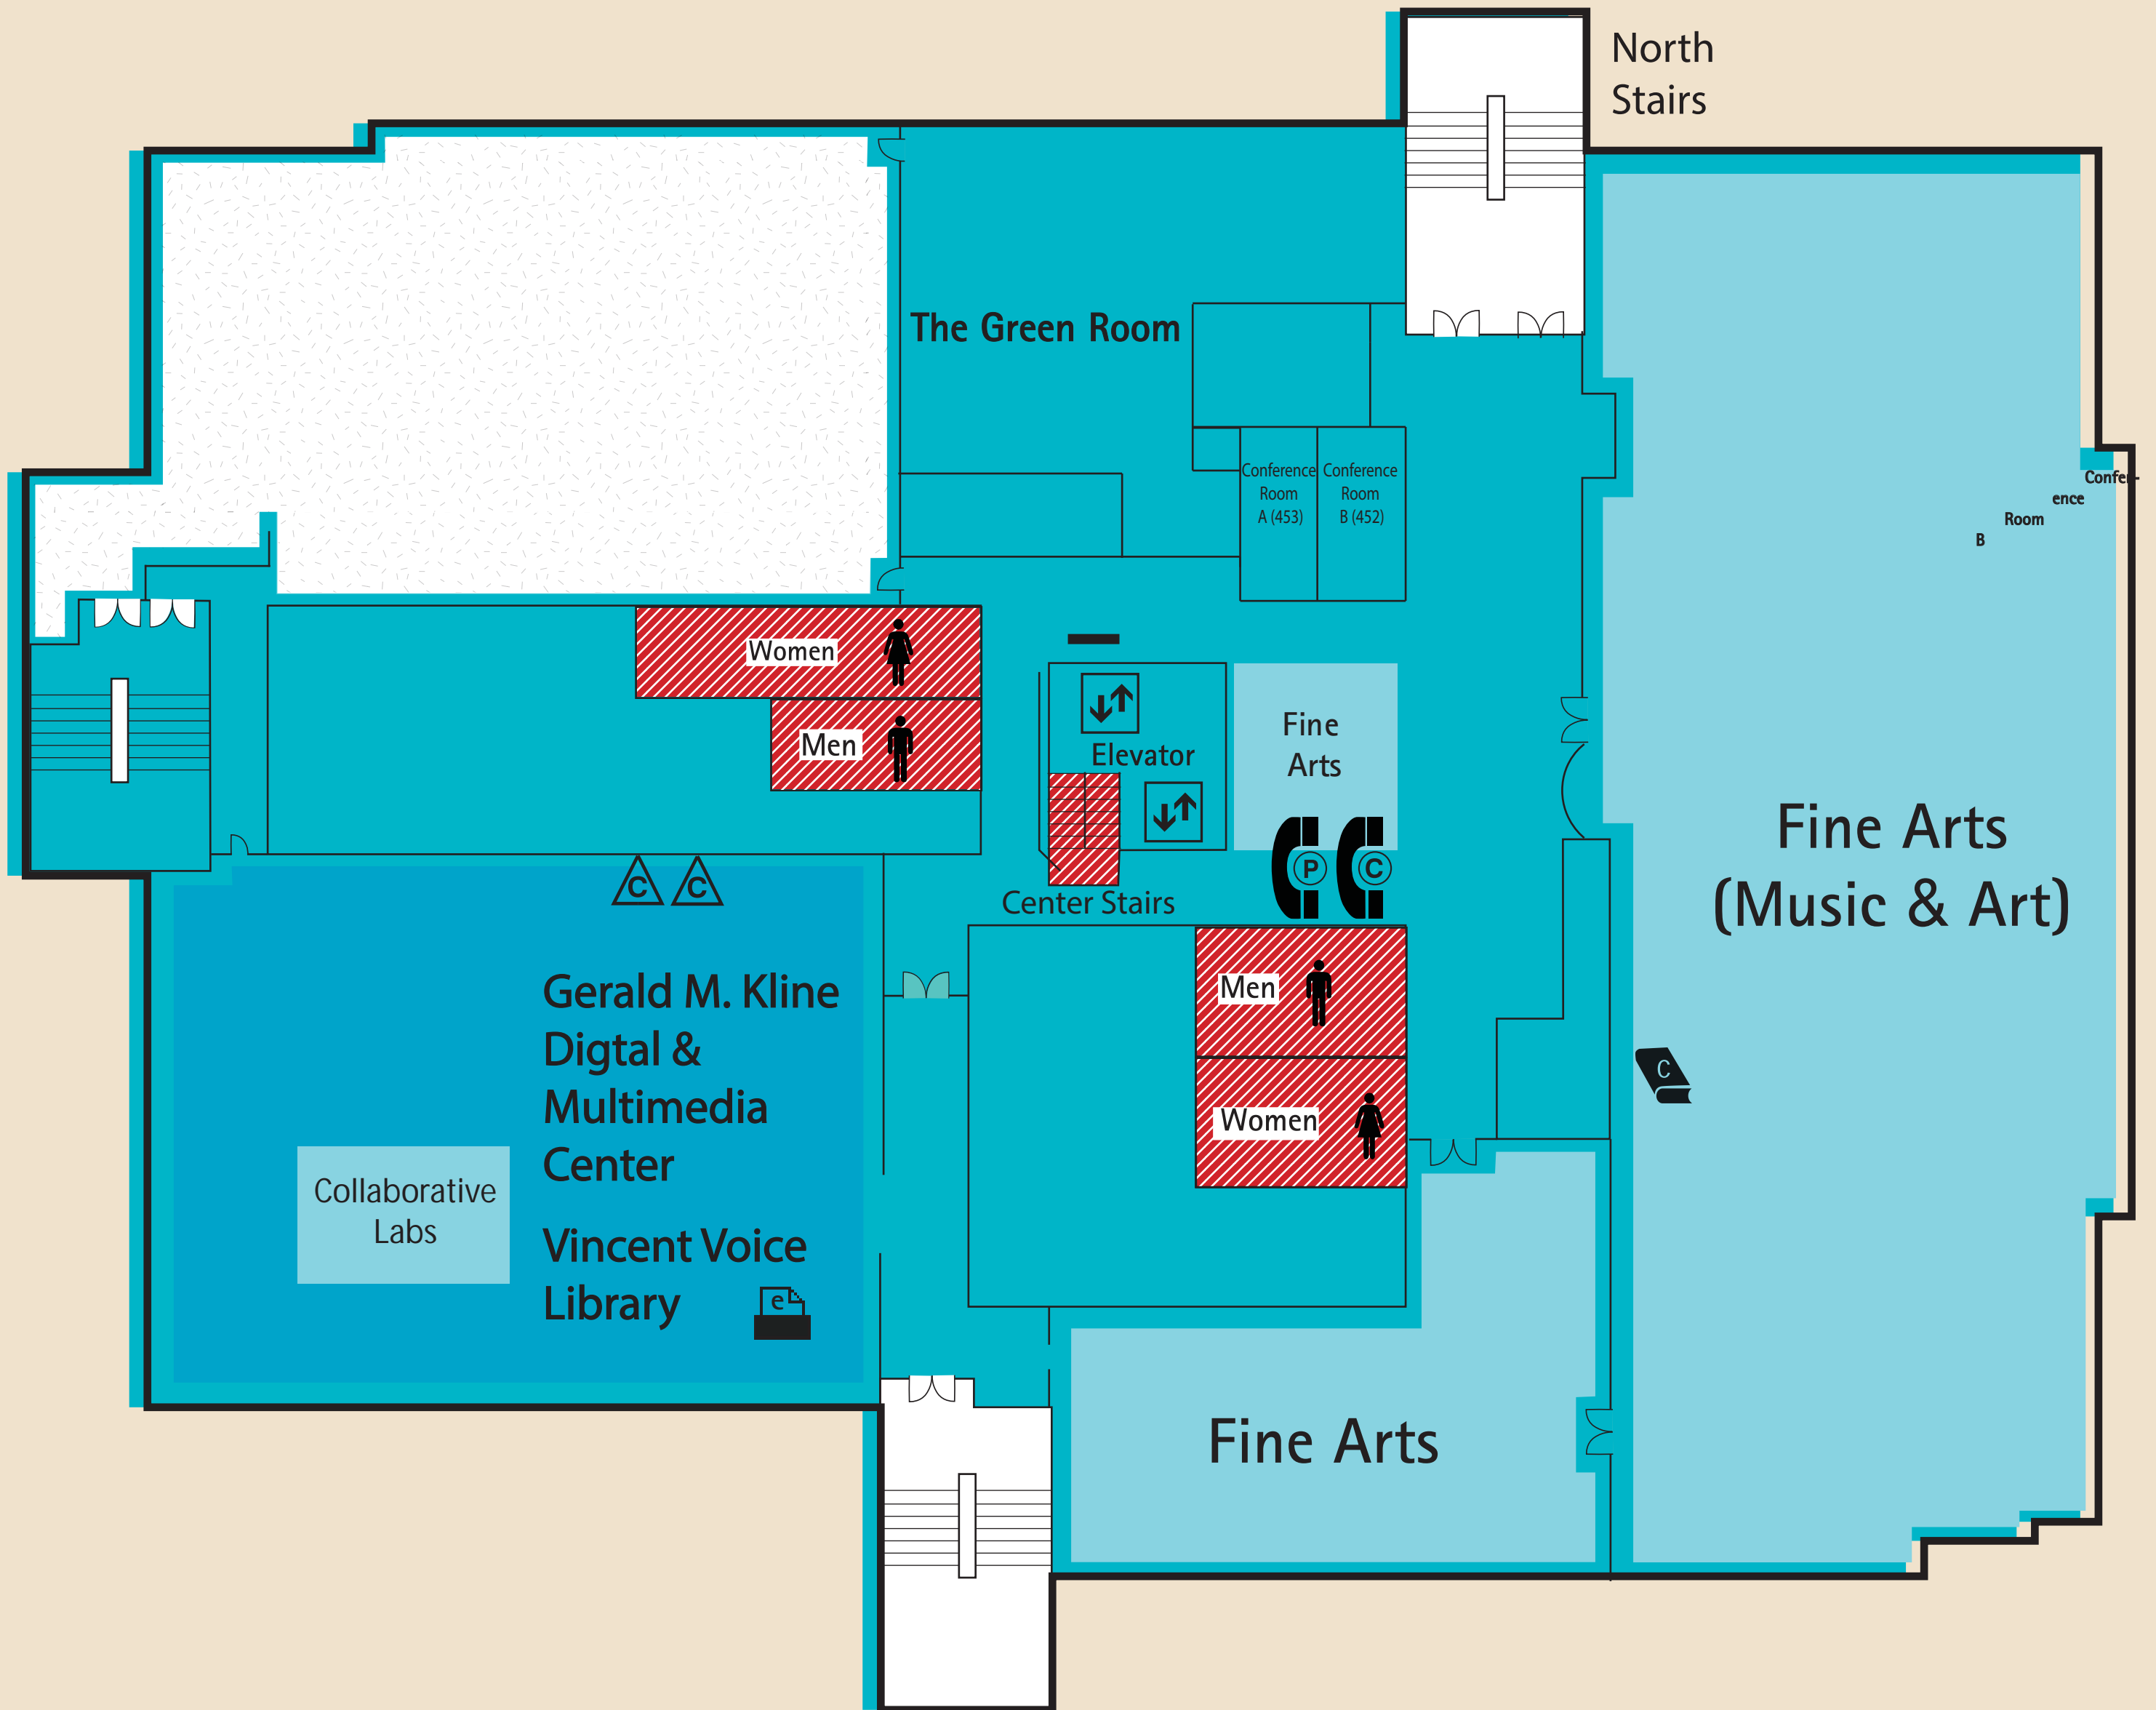 North
Stairs
The Green Room
Conference
Room
A (453)
Conference
Room
B (452)
Confer-
ence
Room
B
Women
Men
Elevator
Fine
Arts
P
C
Center Stairs
Fine Arts
(Music & Art)
C
C
Gerald M. Kline
Digtal &
Multimedia
Center
Vincent Voice
Library
e
Collaborative
Labs
Men
Women
C
Fine Arts